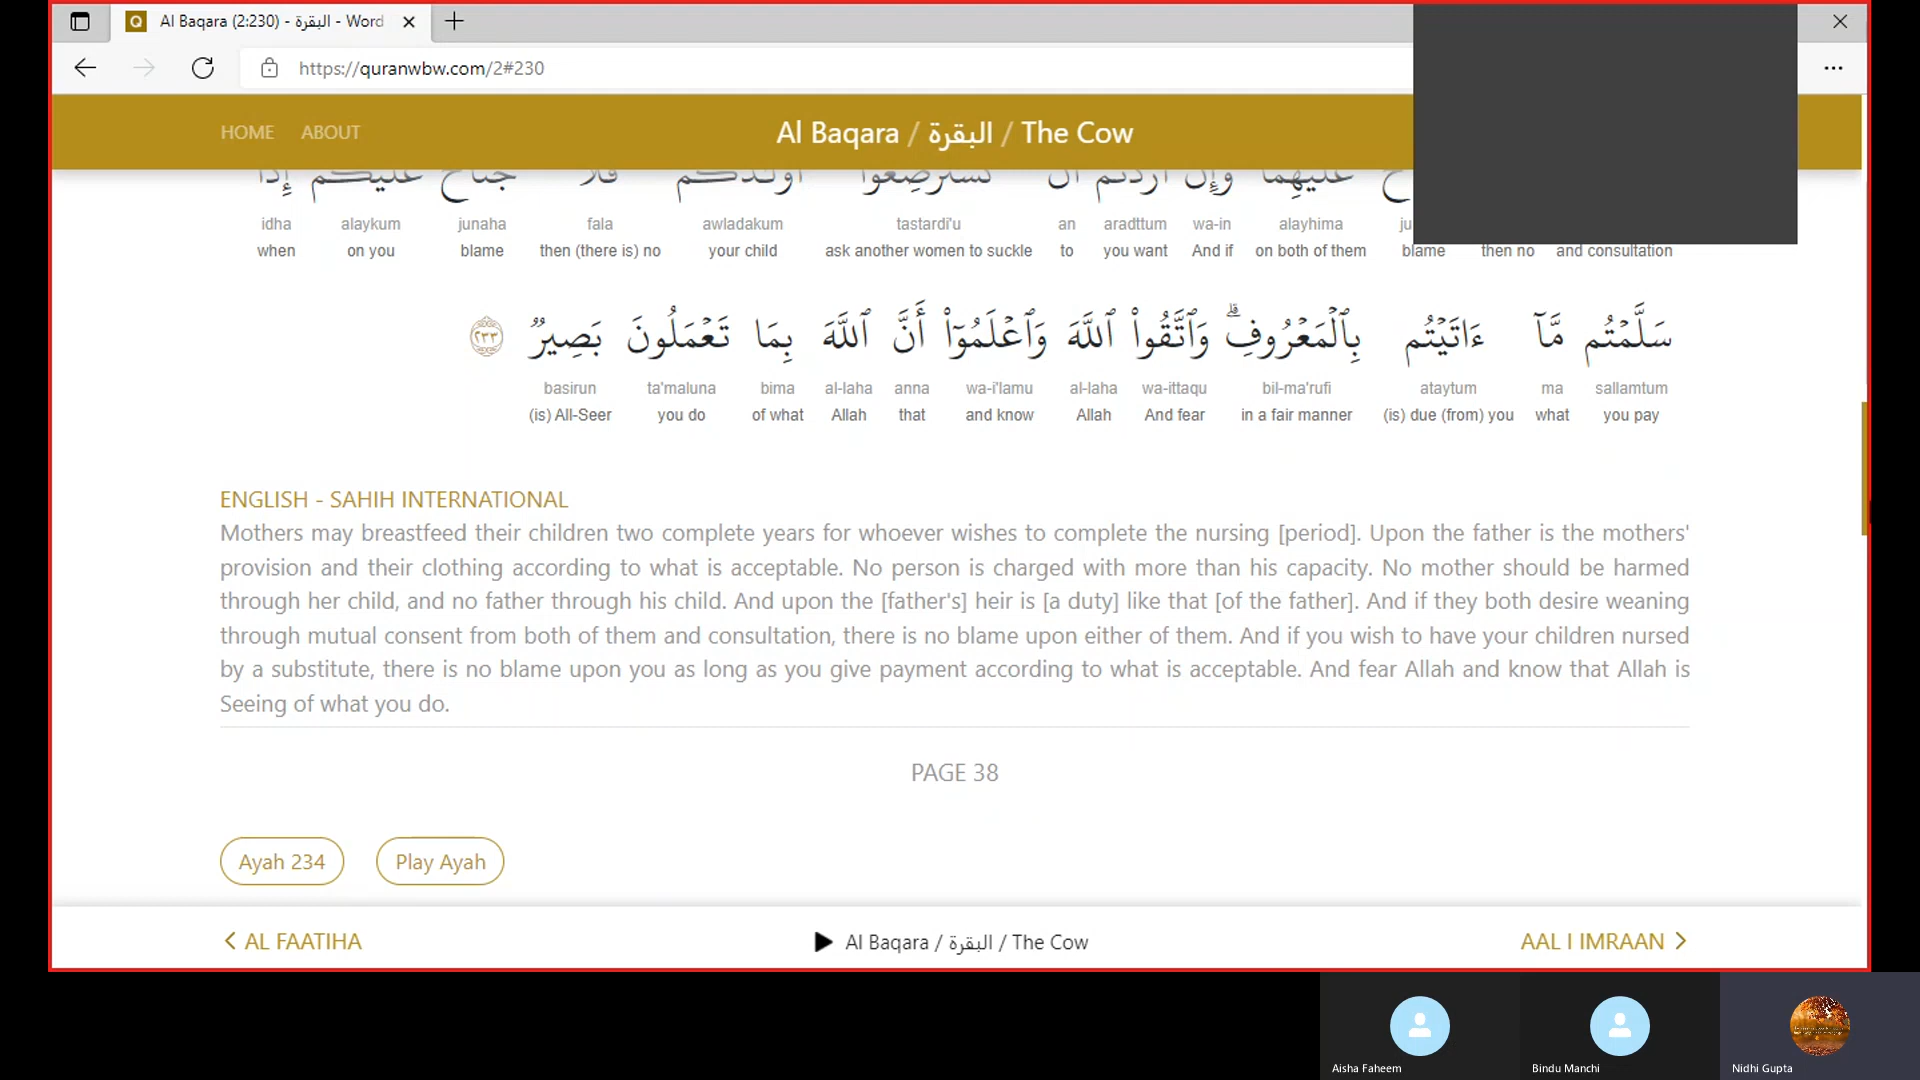 Al Baqara (2:230) - البقرة - Word
https://quranwbw.com/2#230
HOME ABOUT Al Baqara / البقرة / The Cow
idha alaykum junaha fala awladakum tastardi'u an aradttum wa-in alayhima ju
when on you blame then (there is) no your child ask another women to suckle to you want And if on both of them blame then no and consultation
سَلَّمْتُم مَّآ ءَاتَيْتُم بِٱلْمَعْرُوفِ ۗ وَٱتَّقُوا۟ ٱللَّهَ وَٱعْلَمُوٓا۟ أَنَّ ٱللَّهَ بِمَا تَعْمَلُونَ بَصِيرٌ ٢٣٣
basirun ta'maluna bima al-laha anna wa-i'lamu al-laha wa-ittaqu bil-ma'rufi ataytum ma sallamtum
(is) All-Seer you do of what Allah that and know Allah And fear in a fair manner (is) due (from) you what you pay
ENGLISH - SAHIH INTERNATIONAL
Mothers may breastfeed their children two complete years for whoever wishes to complete the nursing [period]. Upon the father is the mothers'
provision and their clothing according to what is acceptable. No person is charged with more than his capacity. No mother should be harmed
through her child, and no father through his child. And upon the [father's] heir is [a duty] like that [of the father]. And if they both desire weaning
through mutual consent from both of them and consultation, there is no blame upon either of them. And if you wish to have your children nursed
by a substitute, there is no blame upon you as long as you give payment according to what is acceptable. And fear Allah and know that Allah is
Seeing of what you do.
PAGE 38
Ayah 234 Play Ayah
AL FAATIHA Al Baqara / البقرة / The Cow AAL I IMRAAN
Aisha Faheem Bindu Manchi Nidhi Gupta